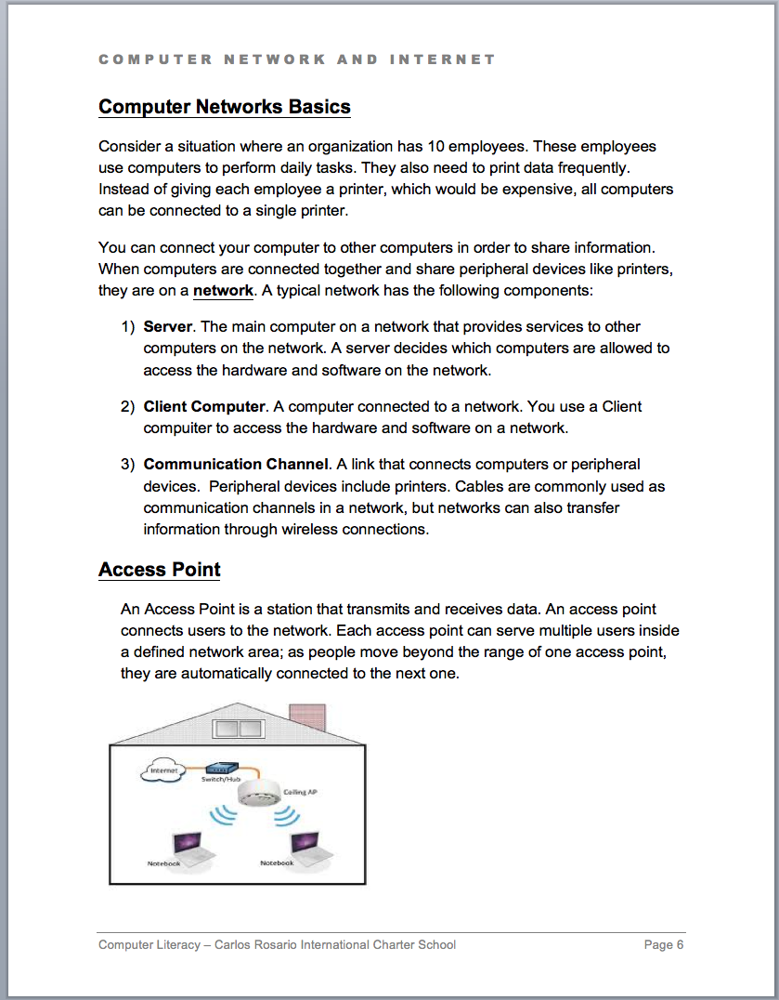 COMPUTER NETWORK AND INTERNET
Computer Networks Basics
Consider a situation where an organization has 10 employees. These employees
use computers to perform daily tasks. They also need to print data frequently.
Instead of giving each employee a printer, which would be expensive, all computers
can be connected to a single printer.
You can connect your computer to other computers in order to share information.
When computers are connected together and share peripheral devices like printers,
they are on a network. A typical network has the following components:
1) Server. The main computer on a network that provides services to other
computers on the network. A server decides which computers are allowed to
access the hardware and software on the network.
2) Client Computer. A computer connected to a network. You use a Client
compuiter to access the hardware and software on a network.
3) Communication Channel. A link that connects computers or peripheral
devices.  Peripheral devices include printers. Cables are commonly used as
communication channels in a network, but networks can also transfer
information through wireless connections.
Access Point
An Access Point is a station that transmits and receives data. An access point
connects users to the network. Each access point can serve multiple users inside
a defined network area; as people move beyond the range of one access point,
they are automatically connected to the next one.
Internet
Switch/Hub
Ceiling AP
Notebook
Notebook
Computer Literacy – Carlos Rosario International Charter School
Page 6